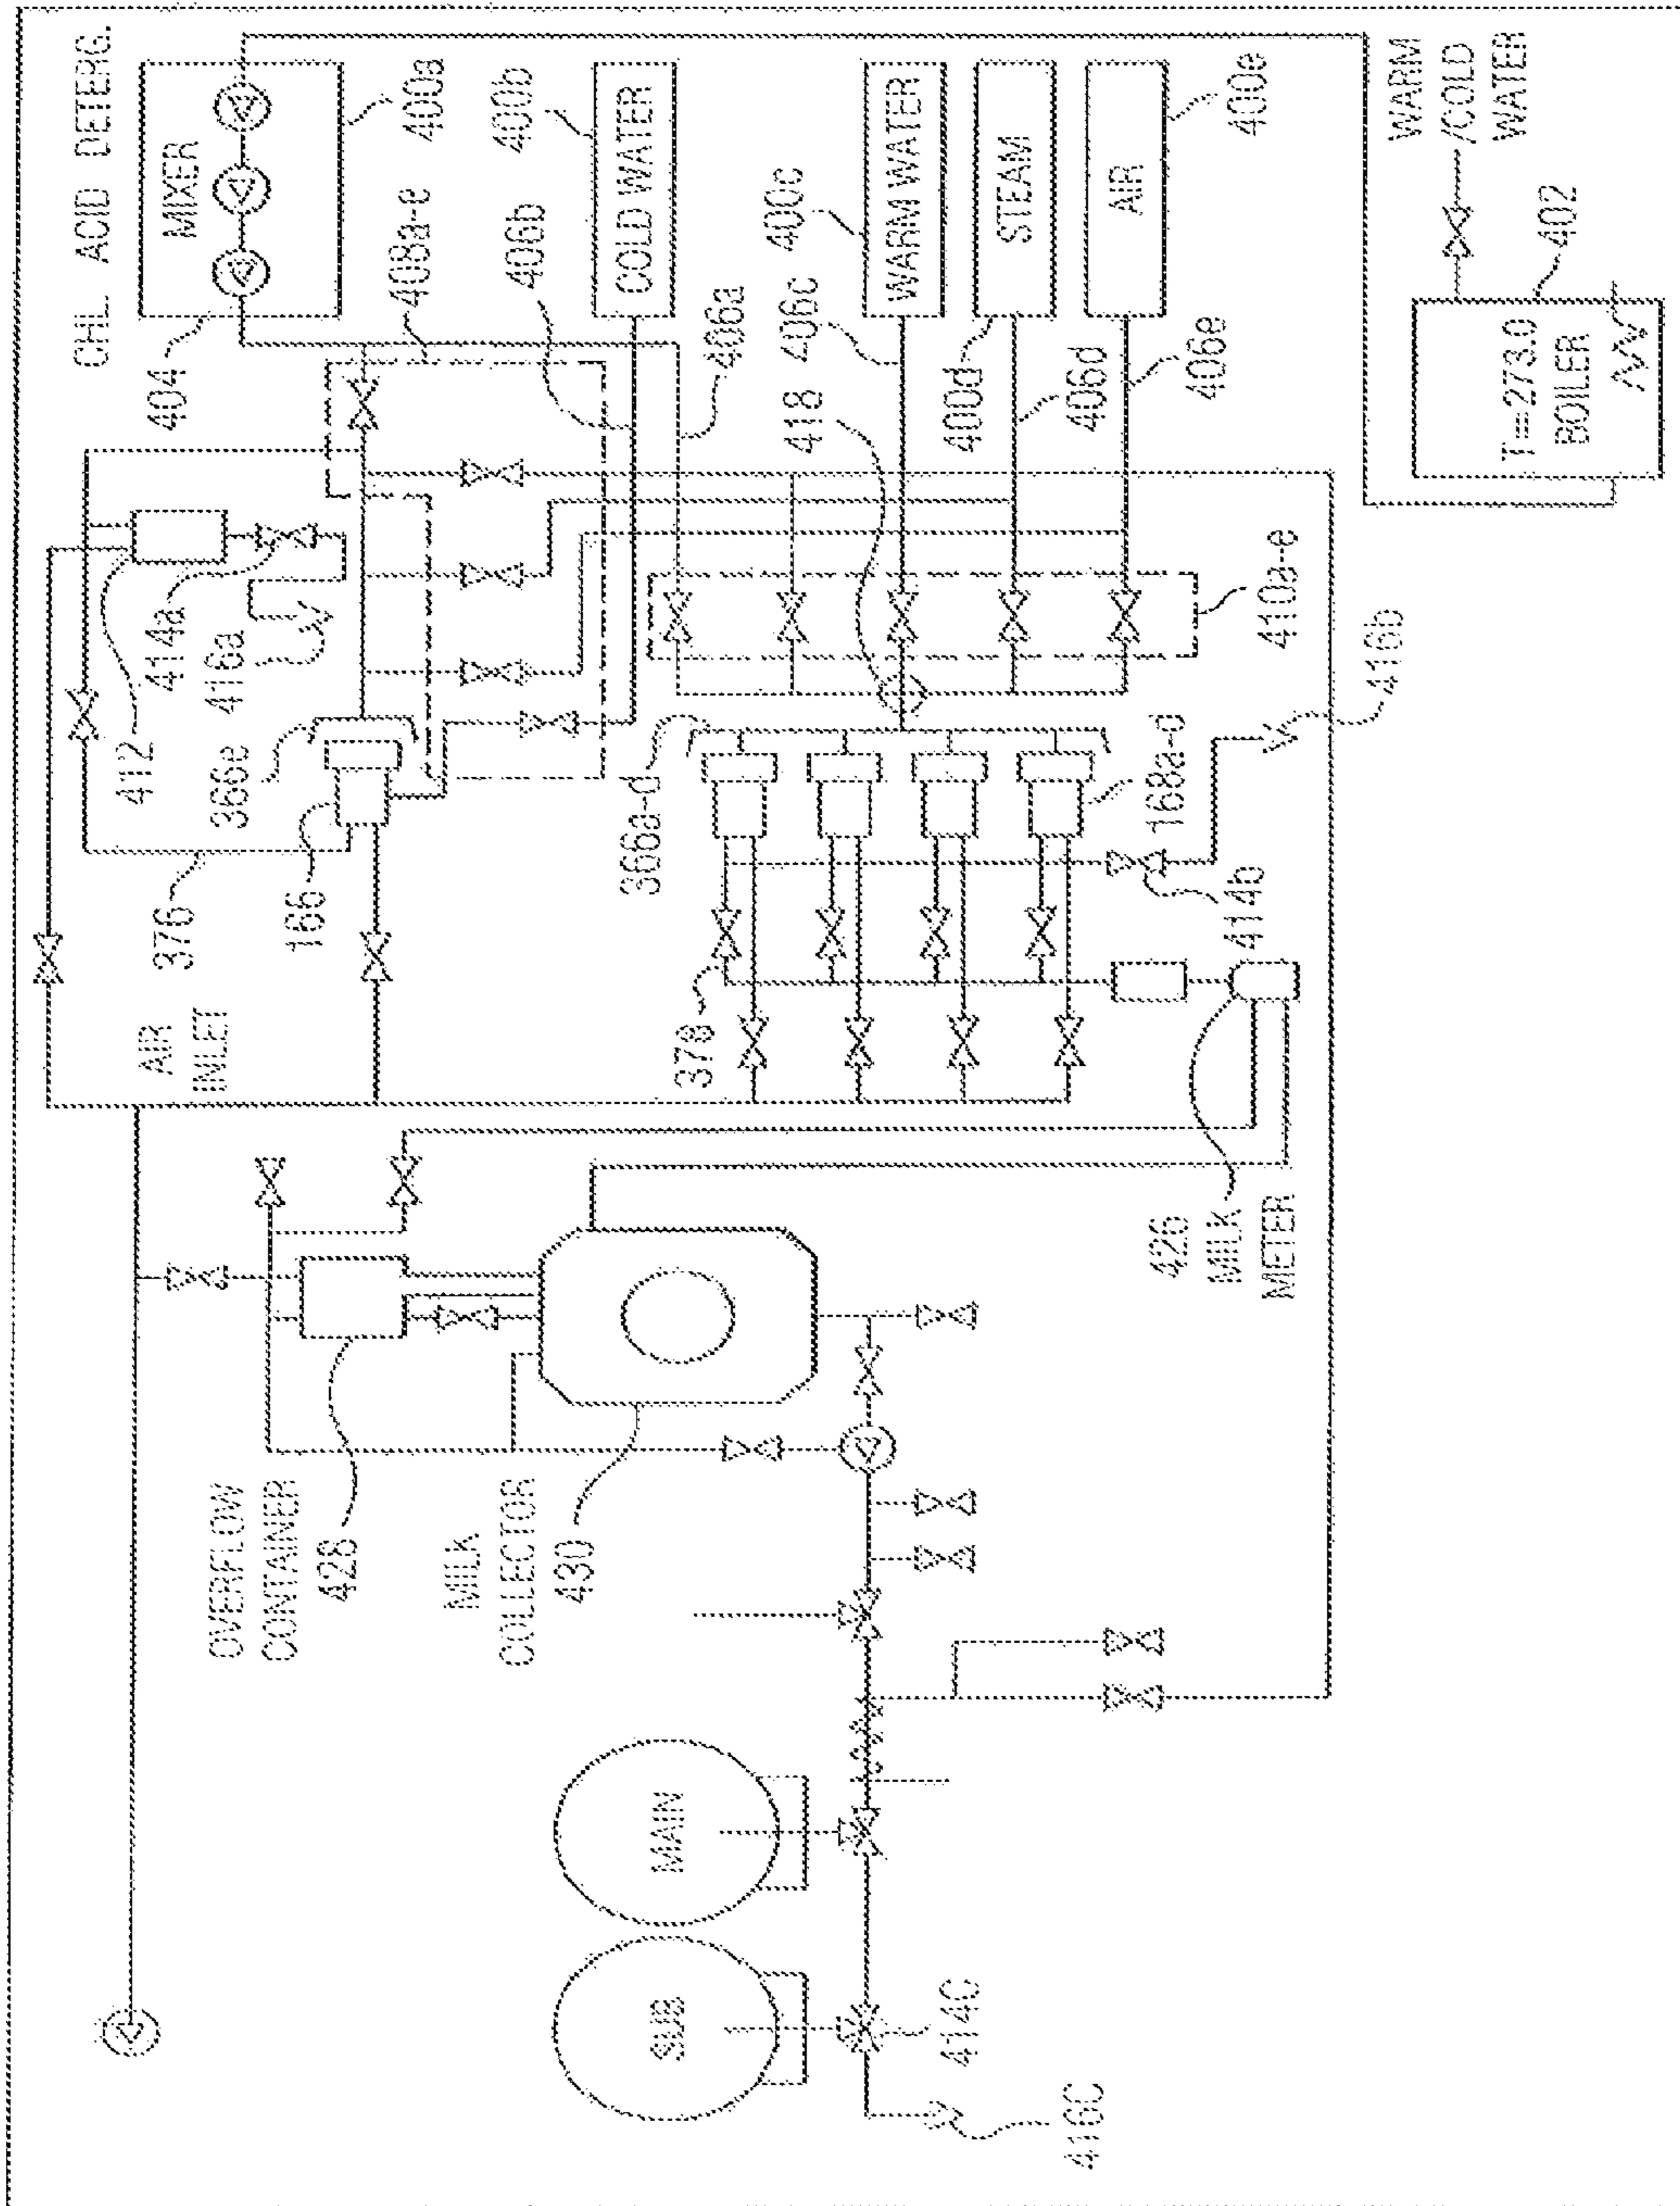 CHL ACID DETERG.
404
MIXER
400a
408a-e
406b
400b
COLD WATER
406a
412
414a
416a
366e
376
166
AIR
INLET
418
406c
400c
WARM WATER
400d
STEAM
406d
406e
AIR
400e
366a-d
168a-d
378
410a-e
416b
414b
WARM
/COLD
WATER
402
T=273.0
BOILER
OVERFLOW
CONTAINER
428
MILK
COLLECTOR
430
426
MILK
METER
MAIN
SUB
414C
416C